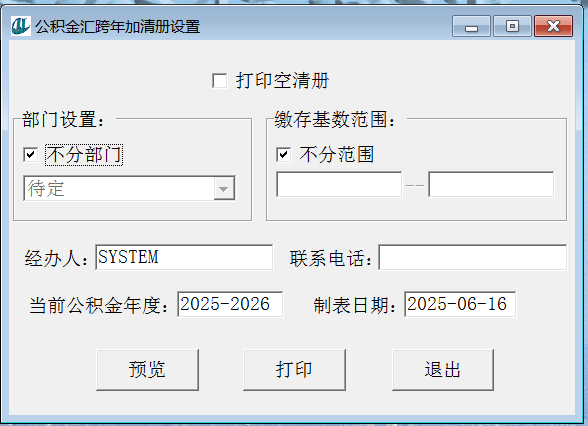 公积金汇跨年加清册设置
打印空清册
部门设置： 缴存基数范围：
不分部门 不分范围
待定 --
经办人：SYSTEM 联系电话：
当前公积金年度：2025-2026 制表日期：2025-06-16
预览 打印 退出